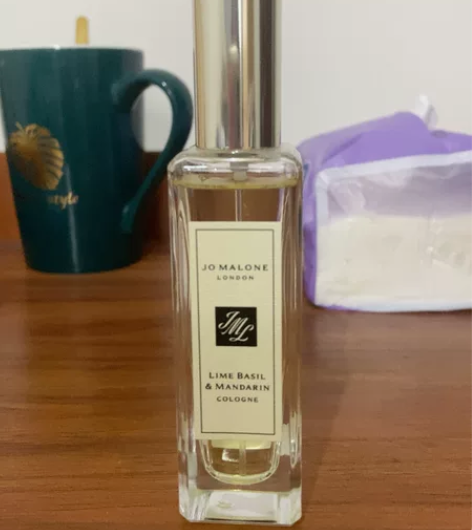 style
JO MALONE
LONDON
JML
LIME BASIL
& MANDARIN
COLOGNE